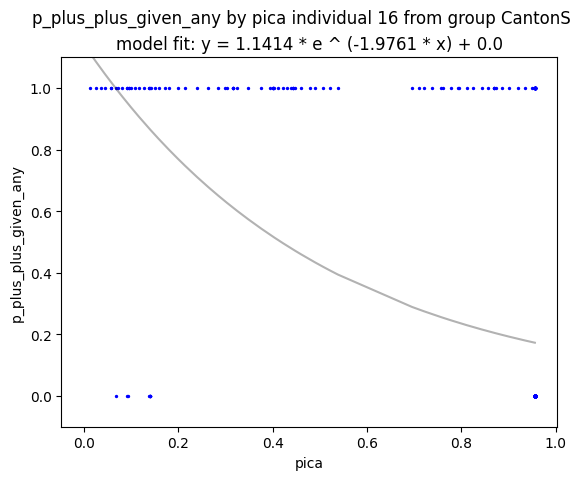 p_plus_plus_given_any by pica individual 16 from group CantonS
model fit: y = 1.1414 * e ^ (-1.9761 * x) + 0.0
p_plus_plus_given_any
1.0
0.8
0.6
0.4
0.2
0.0
0.0 0.2 0.4 0.6 0.8 1.0
pica